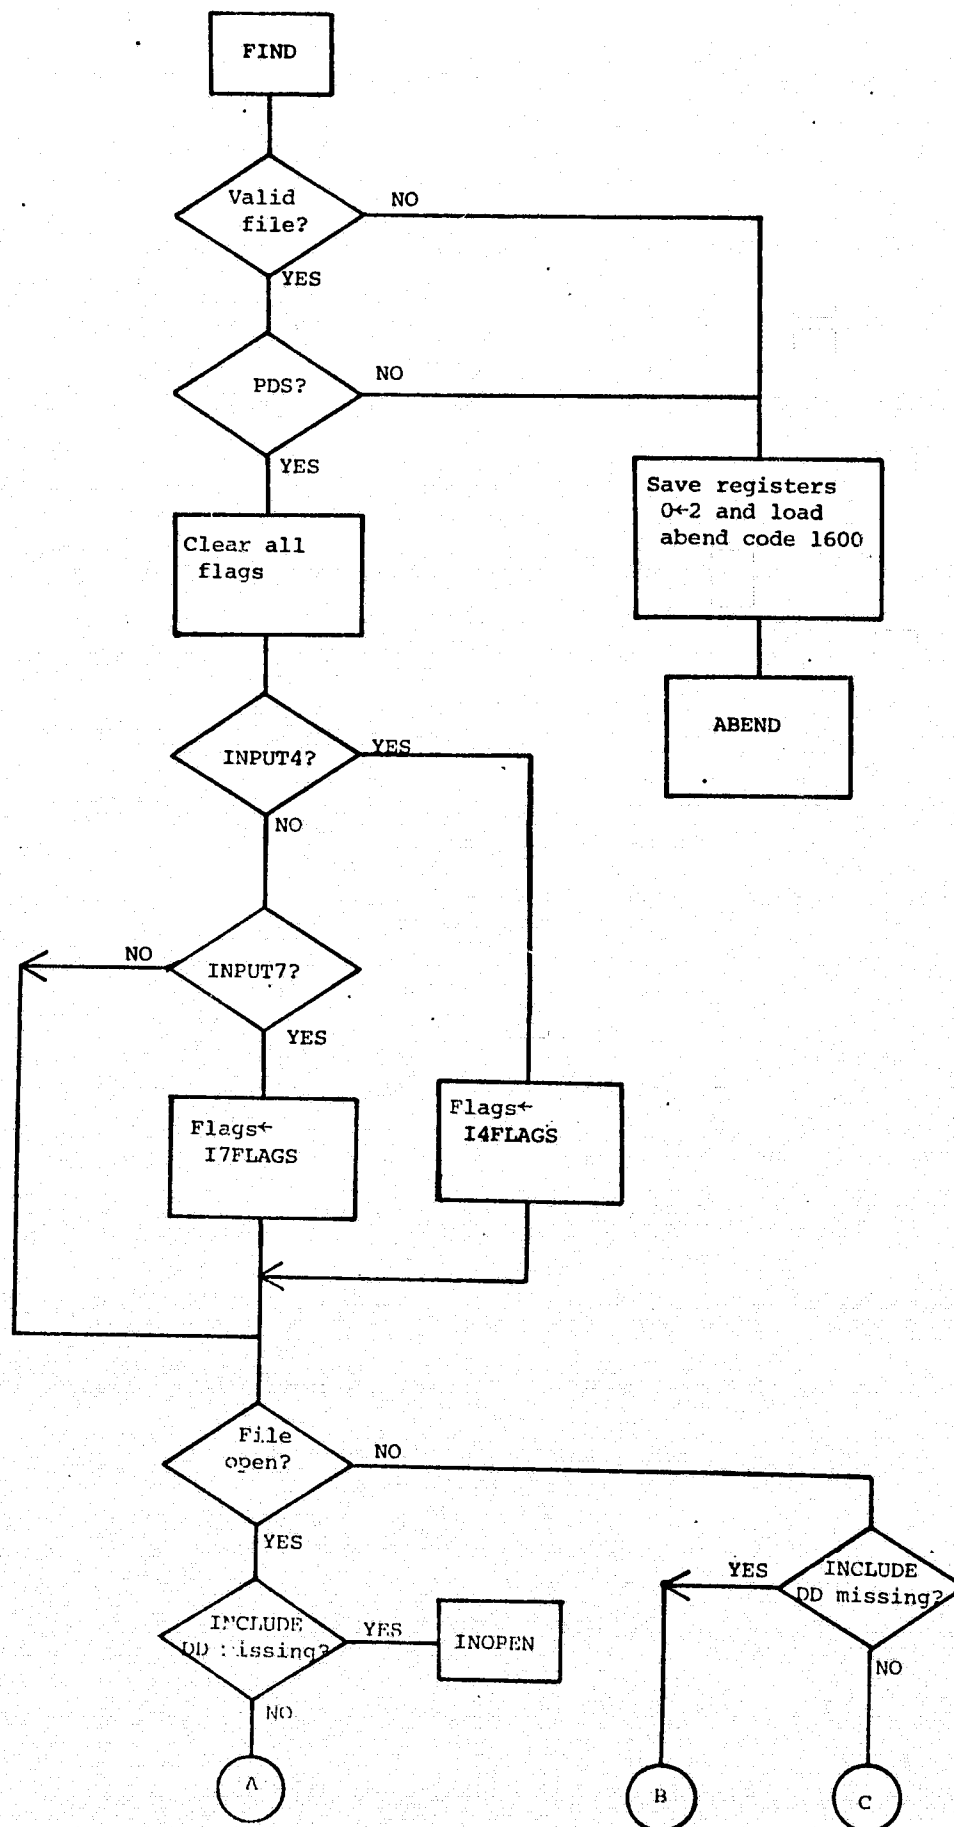 FIND
Valid
file?
NO
YES
PDS?
NO
YES
Save registers
0←2 and load
abend code 1600
Clear all
flags
ABEND
INPUT4?
YES
NO
INPUT7?
NO
YES
Flags←
I7FLAGS
Flags←
I4FLAGS
File
open?
NO
YES
INCLUDE
DD missing?
YES
NO
INCLUDE
DD missing?
YES
INOPEN
NO
A
B
C